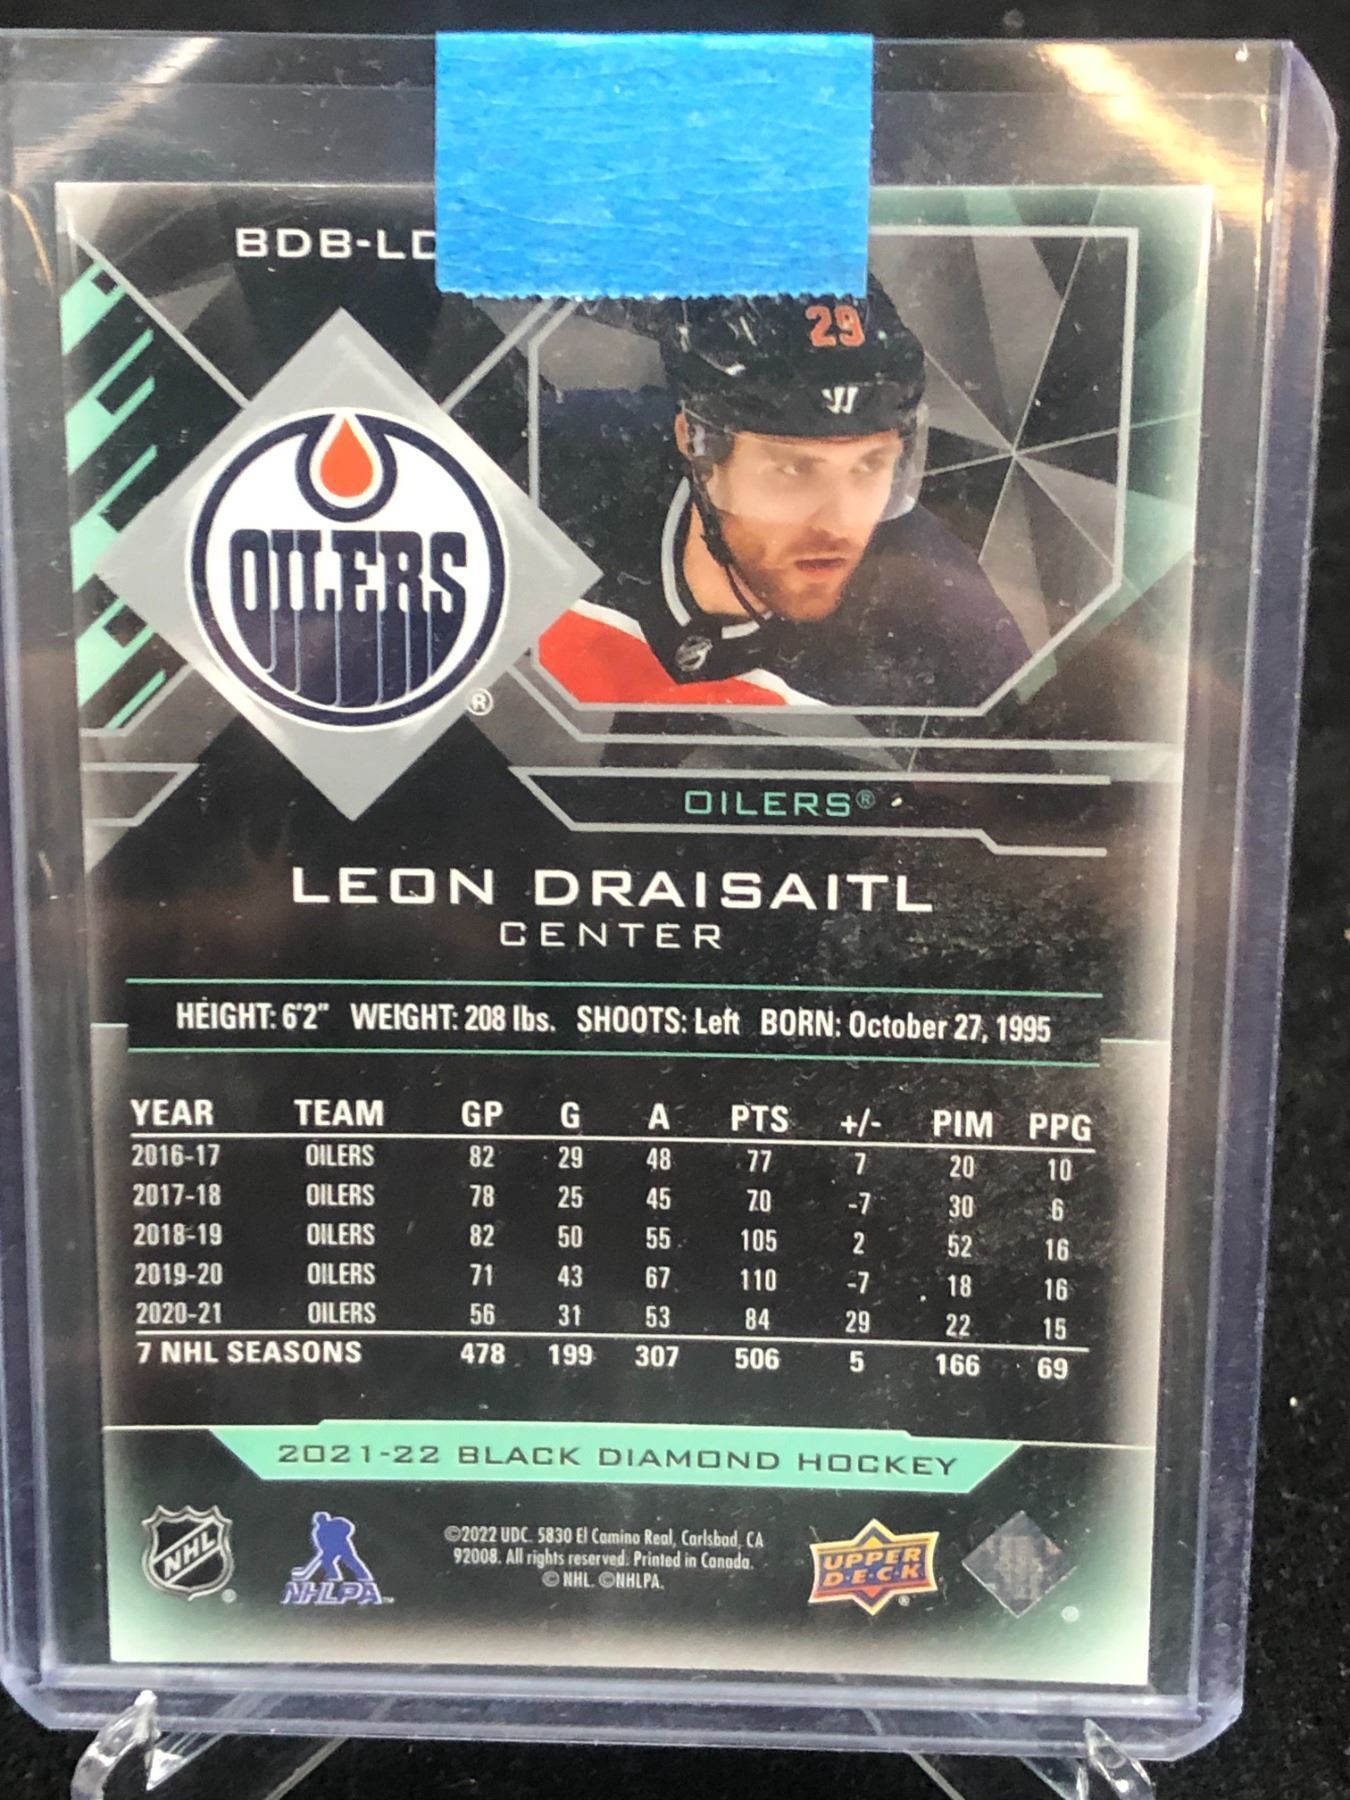 BDB-LD
29
OILERS
®
OILERS®
LEON DRAISAITL
CENTER
HEIGHT: 6'2" WEIGHT: 208 lbs. SHOOTS: Left BORN: October 27, 1995
YEAR TEAM GP G A PTS +/- PIM PPG
2016-17 OILERS 82 29 48 77 7 20 10
2017-18 OILERS 78 25 45 70 -7 30 6
2018-19 OILERS 82 50 55 105 2 52 16
2019-20 OILERS 71 43 67 110 -7 18 16
2020-21 OILERS 56 31 53 84 29 22 15
7 NHL SEASONS 478 199 307 506 5 166 69
2021-22 BLACK DIAMOND HOCKEY
NHL ®
NHLPA™
©2022 UDC. 5830 El Camino Real, Carlsbad, CA
92008. All rights reserved. Printed in Canada.
© NHL. ©NHLPA.
UPPER
D·E·C·K
®